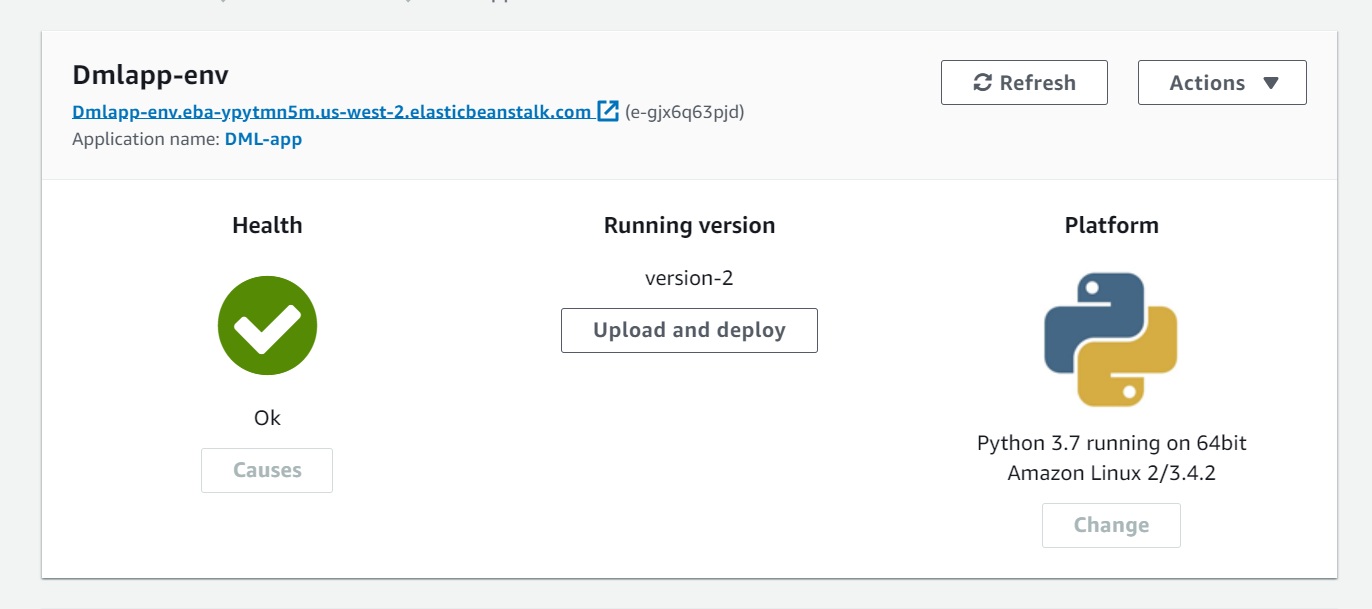 Dmlapp-env
Refresh
Actions
Dmlapp-env.eba-ypytmn5m.us-west-2.elasticbeanstalk.com (e-gjx6q63pjd)
Application name: DML-app
Health
Running version
Platform
version-2
Upload and deploy
Ok
Causes
Python 3.7 running on 64bit
Amazon Linux 2/3.4.2
Change